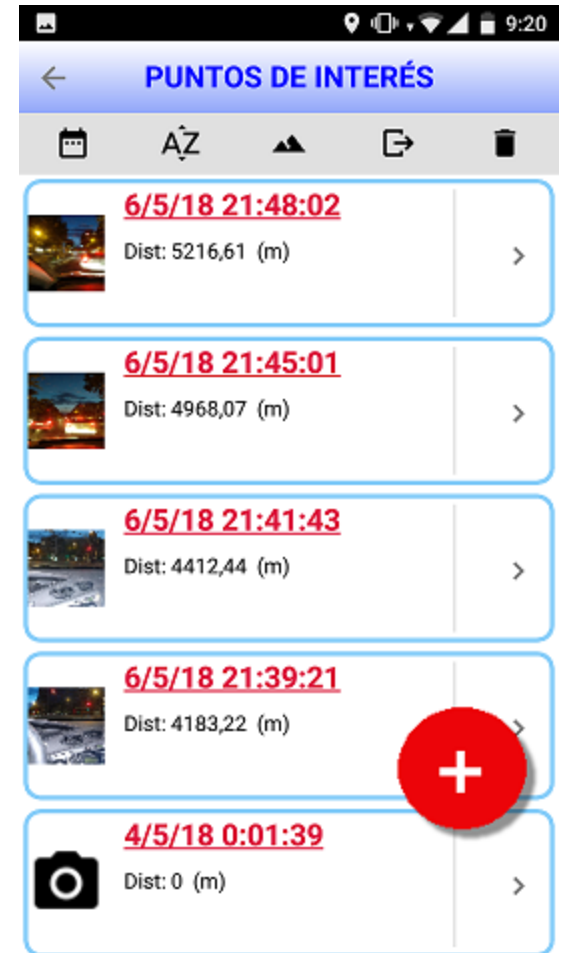 9:20
PUNTOS DE INTERÉS
AZ
6/5/18 21:48:02
Dist: 5216,61 (m)
6/5/18 21:45:01
Dist: 4968,07 (m)
6/5/18 21:41:43
Dist: 4412,44 (m)
6/5/18 21:39:21
Dist: 4183,22 (m)
4/5/18 0:01:39
Dist: 0 (m)